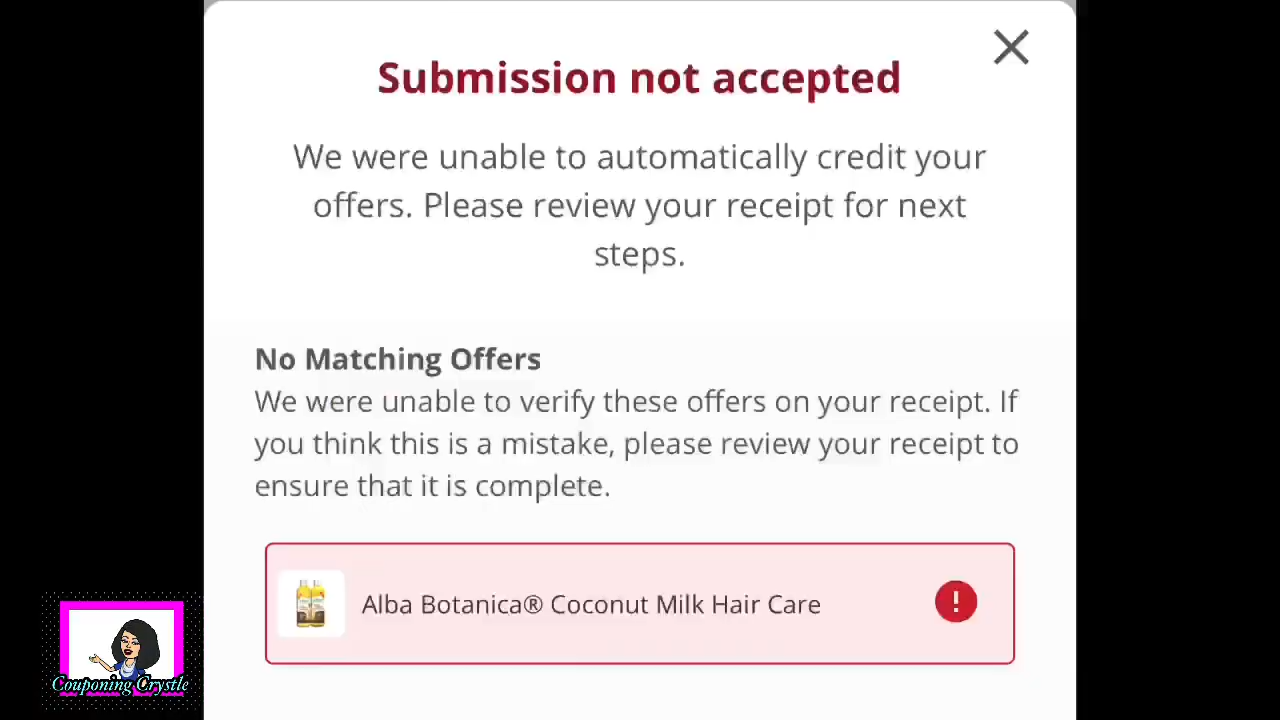 Submission not accepted
We were unable to automatically credit your
offers. Please review your receipt for next
steps.
No Matching Offers
We were unable to verify these offers on your receipt. If
you think this is a mistake, please review your receipt to
ensure that it is complete.
Alba Botanica® Coconut Milk Hair Care
!
Couponing Crystle